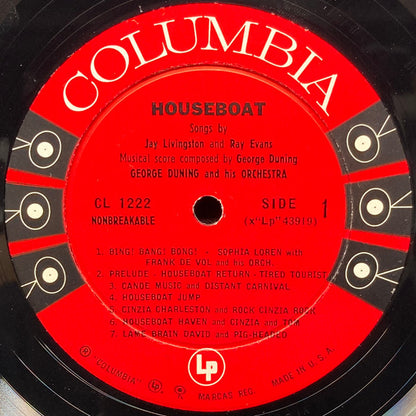 COLUMBIA
HOUSEBOAT
Songs by
Jay Livingston and Ray Evans
Musical score composed by George Duning
GEORGE DUNING and his ORCHESTRA
CL 1222 SIDE 1
NONBREAKABLE (x"Lp"43919)
1. BING! BANG! BONG! - SOPHIA LOREN with
FRANK DE VOL and his ORCH.
2. PRELUDE - HOUSEBOAT RETURN - TIRED TOURIST
3. CANOE MUSIC and DISTANT CARNIVAL
4. HOUSEBOAT JUMP
5. CINZIA CHARLESTON and ROCK CINZIA ROCK
6. HOUSEBOAT HAVEN and CINZIA and TOM
7. LAME BRAIN DAVID and PIG-HEADED
Lp
® "COLUMBIA", MARCAS REG. MADE IN U.S.A.